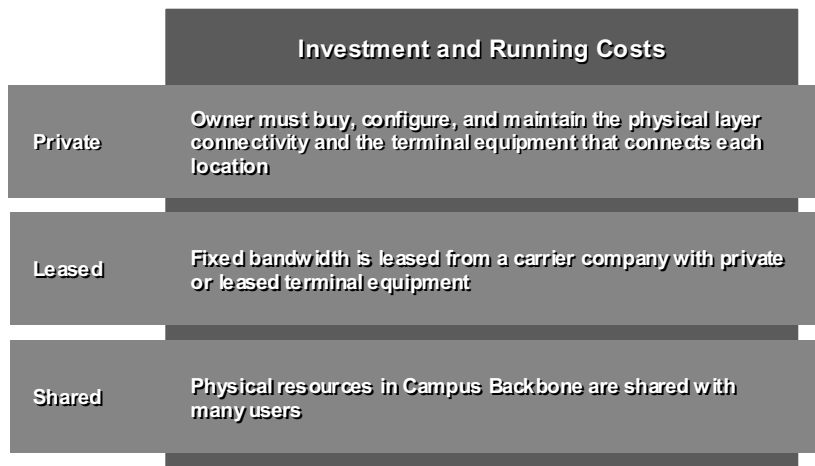 Investment and Running Costs
Private
Owner must buy, configure, and maintain the physical layer
connectivity and the terminal equipment that connects each
location
Leased
Fixed bandwidth is leased from a carrier company with private
or leased terminal equipment
Shared
Physical resources in Campus Backbone are shared with
many users